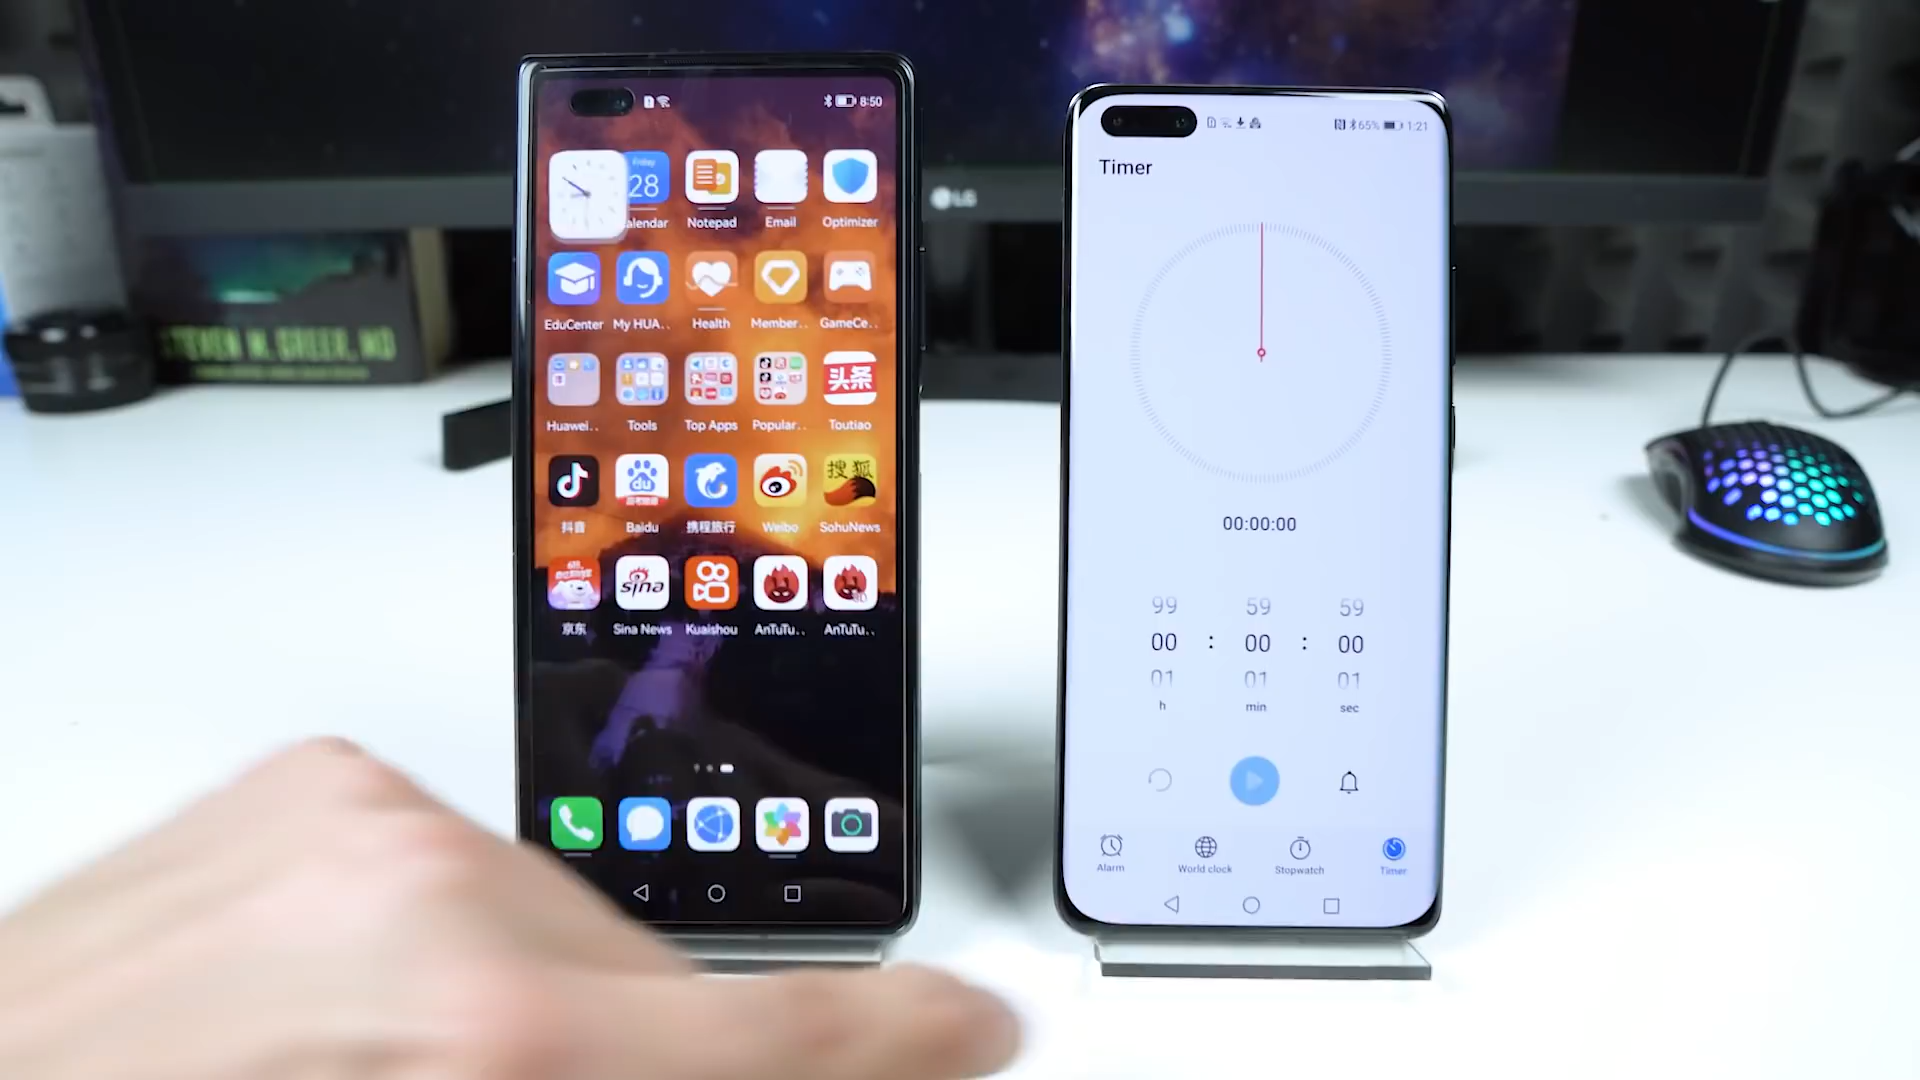 LG
STEVEN M. GREER, MD
8:50
Friday
28
alendar
Notepad
Email
Optimizer
EduCenter
My HUA..
Health
Member..
GameCe..
头条
Huawei..
Tools
Top Apps
Popular..
Toutiao
du
搜狐
抖音
Baidu
携程旅行
Weibo
SohuNews
sina
京东
Sina News
Kuaishou
AnTuTu..
AnTuTu..
65%
1:21
Timer
00:00:00
99 59 59
00 : 00 : 00
01 01 01
h min sec
Alarm
World clock
Stopwatch
Timer